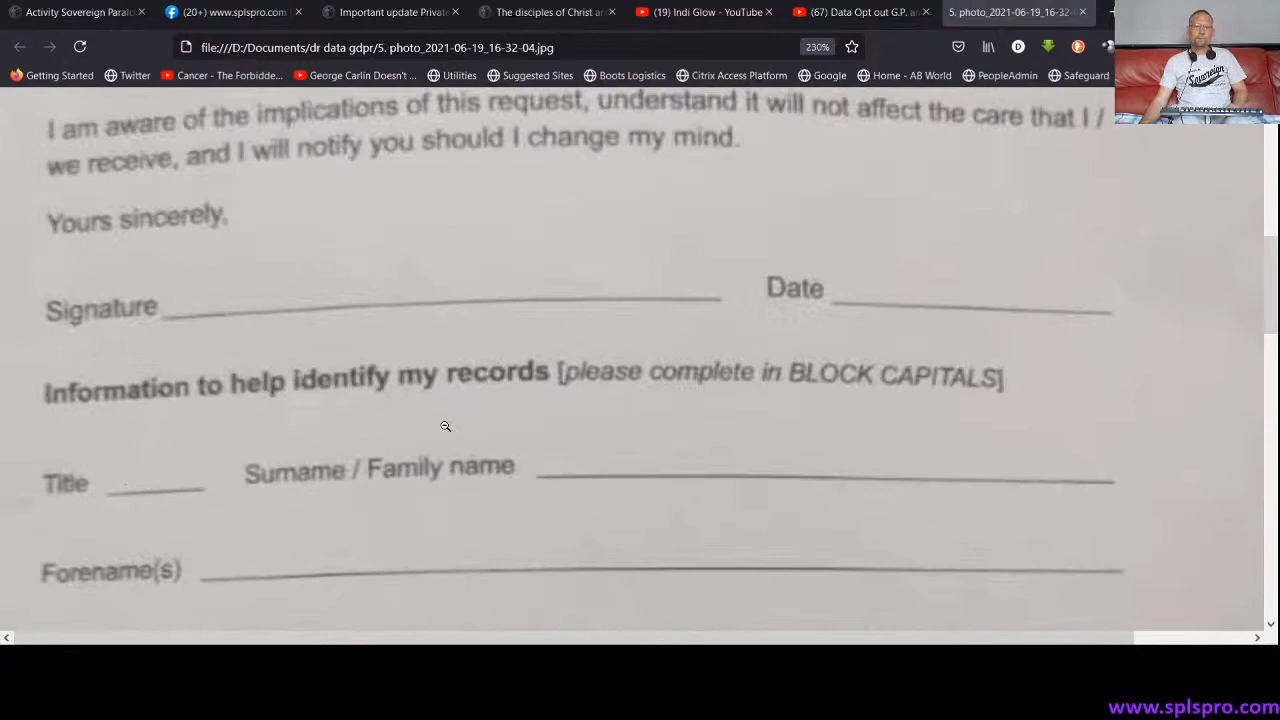 Activity Sovereign Paralo
(20+) www.splspro.com
Important update Private
The disciples of Christ ar
(19) Indi Glow - YouTube
(67) Data Opt out G.P. an
5. photo_2021-06-19_16-32-
file:///D:/Documents/dr data gdpr/5. photo_2021-06-19_16-32-04.jpg
230%
Getting Started
Twitter
Cancer - The Forbidde...
George Carlin Doesn't ...
Utilities
Suggested Sites
Boots Logistics
Citrix Access Platform
Google
Home - AB World
PeopleAdmin
Safeguard
Sovereign
I am aware of the implications of this request, understand it will not affect the care that I /
we receive, and I will notify you should I change my mind.
Yours sincerely,
Signature
Date
Information to help identify my records [please complete in BLOCK CAPITALS]
Title
Surname / Family name
Forename(s)
www.splspro.com